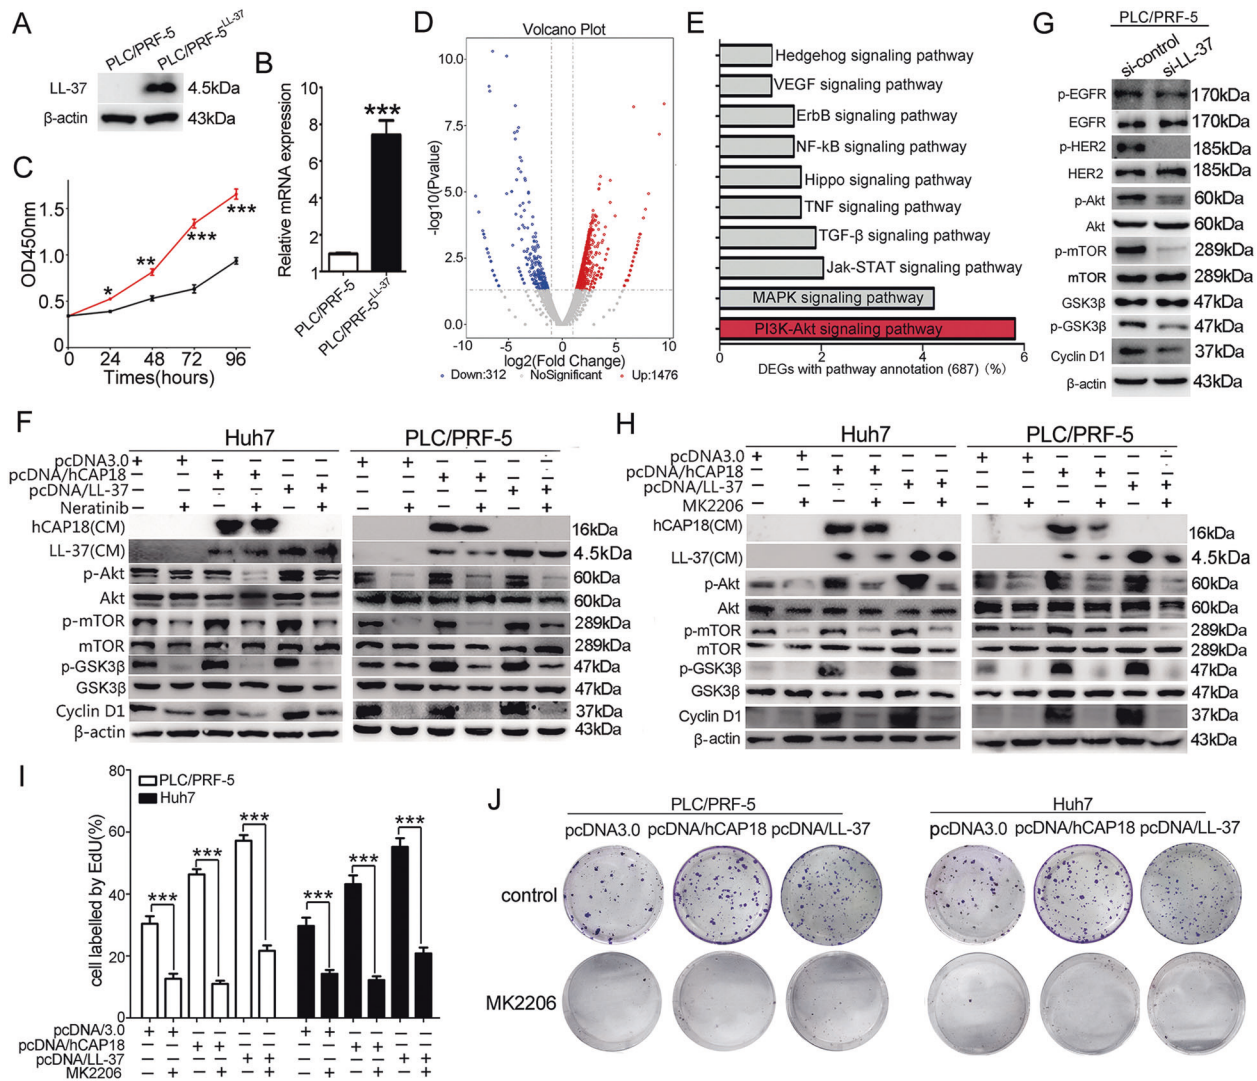 A
PLC/PRF-5
PLC/PRF-5LL-37
LL-37
4.5kDa
β-actin
43kDa
B
Relative mRNA expression
10
8
6
4
2
1
***
PLC/PRF-5
PLC/PRF-5LL-37
C
OD450nm
1.5
1.0
0.5
0
*
**
***
***
0 24 48 72 96
Times(hours)
D
Volcano Plot
-log10(Pvalue)
10.0
7.5
5.0
2.5
0.0
-10 -5 0 5 10
log2(Fold Change)
Down:312 NoSignificant Up:1476
E
Hedgehog signaling pathway
VEGF signaling pathway
ErbB signaling pathway
NF-kB signaling pathway
Hippo signaling pathway
TNF signaling pathway
TGF-β signaling pathway
Jak-STAT signaling pathway
MAPK signaling pathway
PI3K-Akt signaling pathway
0 2 4 6
DEGs with pathway annotation (687) (%)
G
PLC/PRF-5
si-control
si-LL-37
p-EGFR 170kDa
EGFR 170kDa
p-HER2 185kDa
HER2 185kDa
p-Akt 60kDa
Akt 60kDa
p-mTOR 289kDa
mTOR 289kDa
GSK3β 47kDa
p-GSK3β 47kDa
Cyclin D1 37kDa
β-actin 43kDa
F
Huh7 PLC/PRF-5
pcDNA3.0 + + − − − − + + − − − −
pcDNA/hCAP18 − − + + − − − − + + − −
pcDNA/LL-37 − − − − + + − − − − + +
Neratinib − + − + − + − + − + − +
hCAP18(CM) 16kDa
LL-37(CM) 4.5kDa
p-Akt 60kDa
Akt 60kDa
p-mTOR 289kDa
mTOR 289kDa
p-GSK3β 47kDa
GSK3β 47kDa
Cyclin D1 37kDa
β-actin 43kDa
H
Huh7 PLC/PRF-5
pcDNA3.0 + + − − − − + + − − − −
pcDNA/hCAP18 − − + + − − − − + + − −
pcDNA/LL-37 − − − − + + − − − − + +
MK2206 − + − + − + − + − + − +
hCAP18(CM) 16kDa
LL-37(CM) 4.5kDa
p-Akt 60kDa
Akt 60kDa
p-mTOR 289kDa
mTOR 289kDa
p-GSK3β 47kDa
GSK3β 47kDa
Cyclin D1 37kDa
β-actin 43kDa
I
cell labelled by EdU(%)
80
60
40
20
0
PLC/PRF-5
Huh7
*** *** *** *** *** ***
pcDNA/3.0 + + − − − − + + − − − −
pcDNA/hCAP18 − − + + − − − − + + − −
pcDNA/LL-37 − − − − + + − − − − + +
MK2206 − + − + − + − + − + − +
J
PLC/PRF-5 Huh7
pcDNA3.0 pcDNA/hCAP18 pcDNA/LL-37 pcDNA3.0 pcDNA/hCAP18 pcDNA/LL-37
control
MK2206